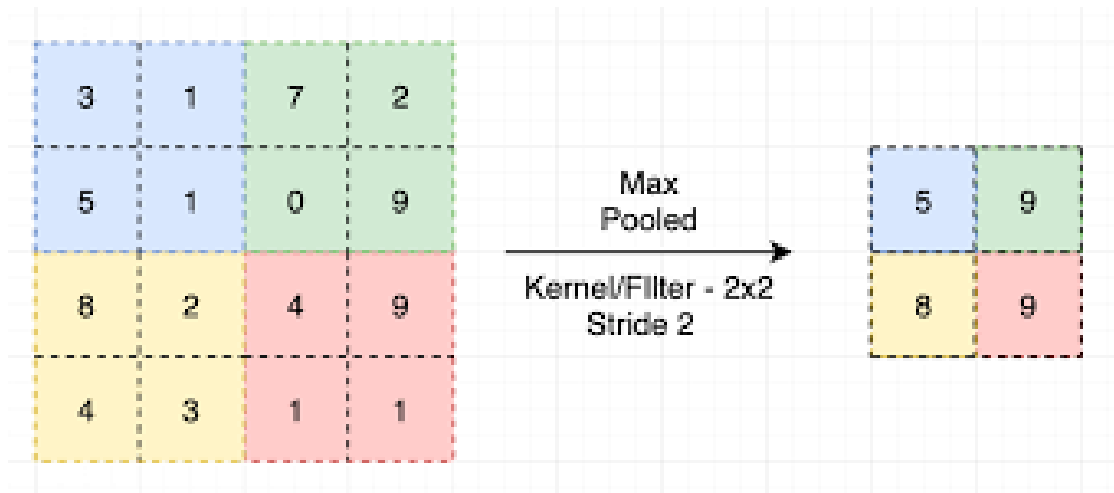 3 1 7 2
5 1 0 9
8 2 4 9
4 3 1 1
Max
Pooled
Kernel/Filter - 2x2
Stride 2
5 9
8 9